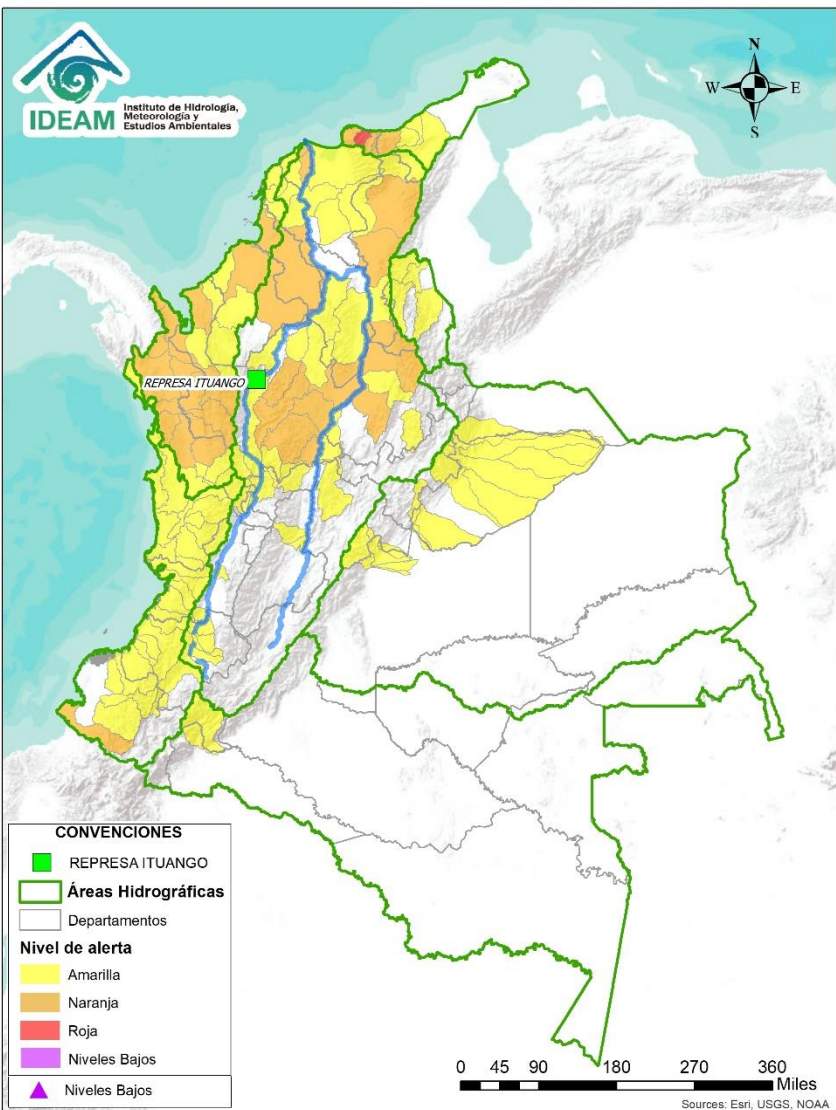 IDEAM
Instituto de Hidrología,
Meteorología y
Estudios Ambientales
N
W
E
S
REPRESA ITUANGO
CONVENCIONES
REPRESA ITUANGO
Áreas Hidrográficas
Departamentos
Nivel de alerta
Amarilla
Naranja
Roja
Niveles Bajos
Niveles Bajos
0 45 90 180 270 360
Miles
Sources: Esri, USGS, NOAA